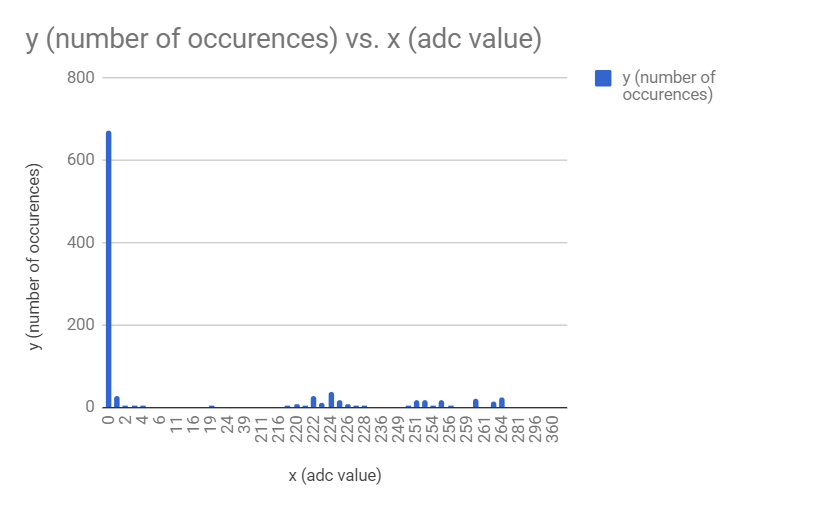 y (number of occurences) vs. x (adc value)
800
600
400
200
0
y (number of occurences)
0 2 4 6 11 16 19 24 39 211 216 220 222 224 226 228 236 249 251 254 256 259 261 264 281 296 360
x (adc value)
y (number of
occurences)